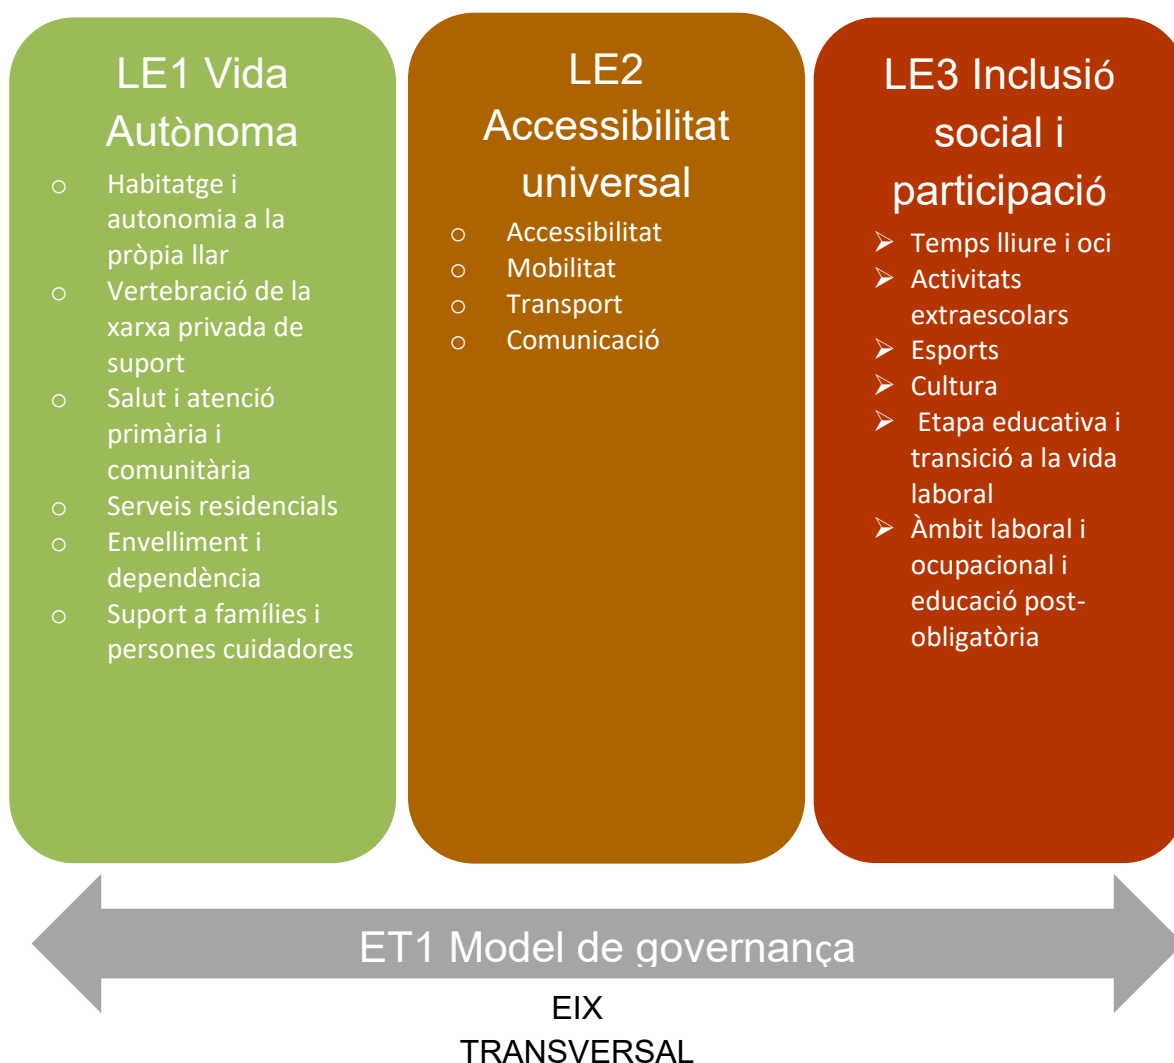 LE1 Vida
Autònoma
o Habitatge i
autonomia a la
pròpia llar
o Vertebració de la
xarxa privada de
suport
o Salut i atenció
primària i
comunitària
o Serveis residencials
o Envelliment i
dependència
o Suport a famílies i
persones cuidadores
LE2
Accessibilitat
universal
o Accessibilitat
o Mobilitat
o Transport
o Comunicació
LE3 Inclusió
social i
participació
➢ Temps lliure i oci
➢ Activitats
extraescolars
➢ Esports
➢ Cultura
➢ Etapa educativa i
transició a la vida
laboral
➢ Àmbit laboral i
ocupacional i
educació post-
obligatòria
ET1 Model de governança
EIX
TRANSVERSAL